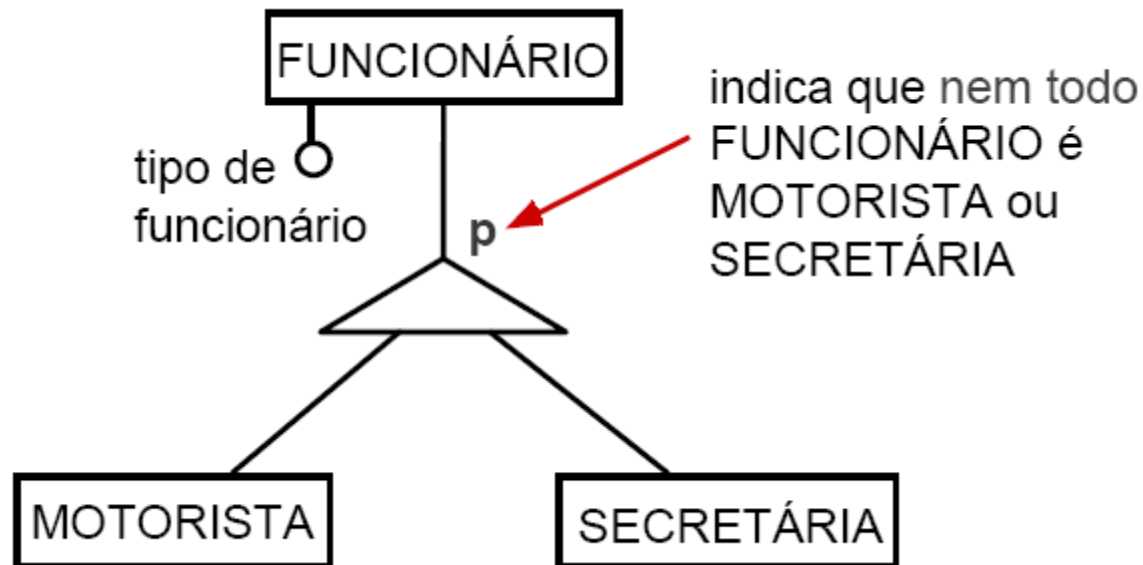 FUNCIONÁRIO
tipo de
funcionário
p
indica que nem todo
FUNCIONÁRIO é
MOTORISTA ou
SECRETÁRIA
MOTORISTA
SECRETÁRIA